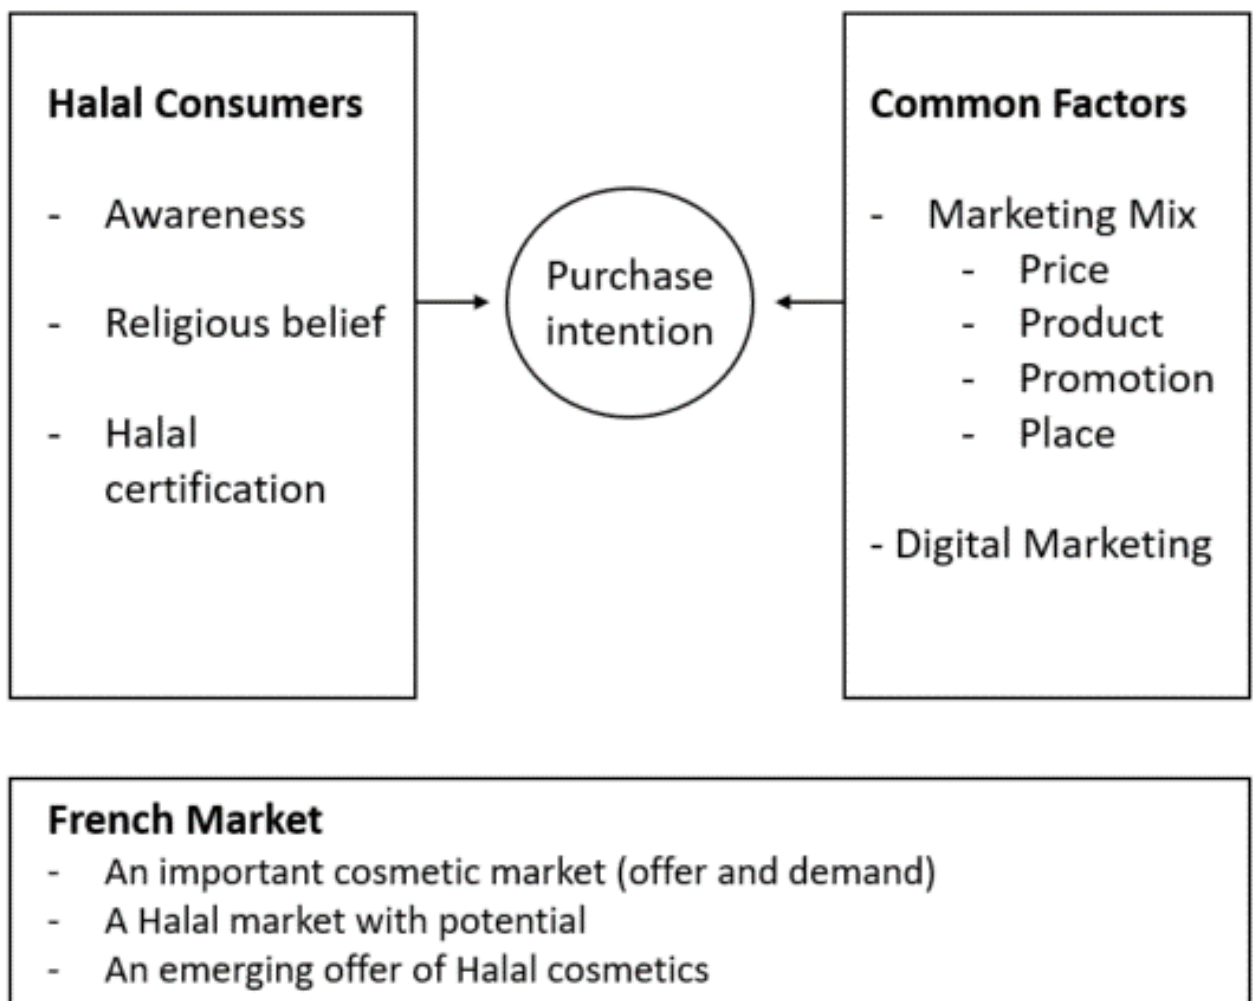 Halal Consumers
- Awareness
- Religious belief
- Halal
certification
Purchase
intention
Common Factors
- Marketing Mix
- Price
- Product
- Promotion
- Place
- Digital Marketing
French Market
- An important cosmetic market (offer and demand)
- A Halal market with potential
- An emerging offer of Halal cosmetics